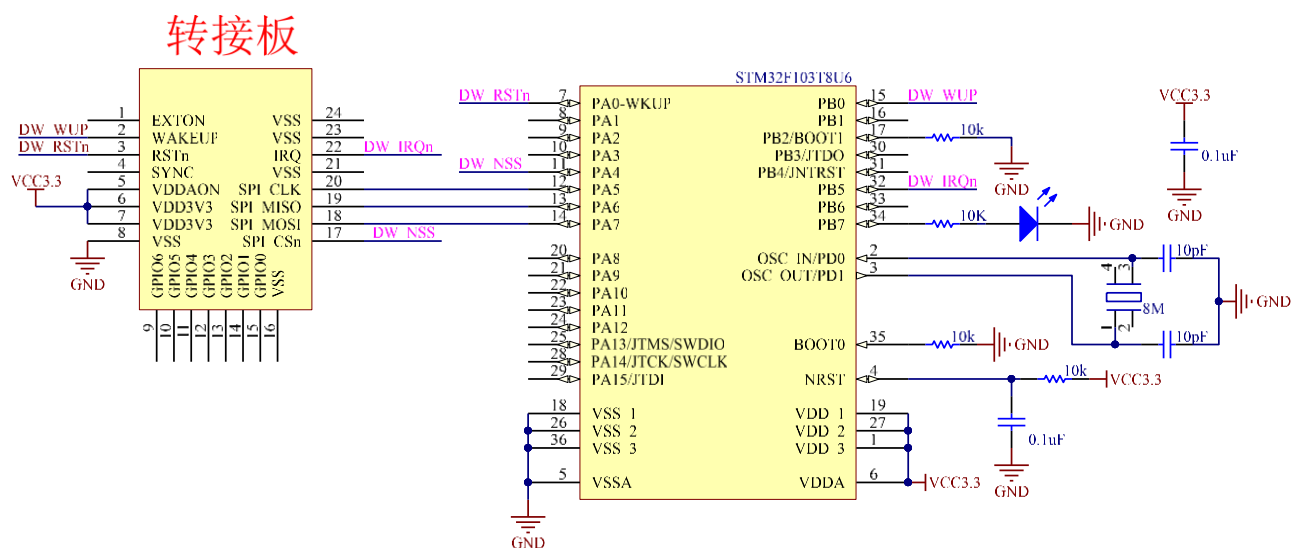 转接板
1 EXTON VSS 24
DW_WUP 2 WAKEUP VSS 23
DW_RSTn 3 RSTn IRQ 22 DW_IRQn
4 SYNC VSS 21
VCC3.3 5 VDDAON SPI_CLK 20
6 VDD3V3 SPI_MISO 19
7 VDD3V3 SPI_MOSI 18
8 VSS SPI_CSn 17 DW_NSS
GND
GPIO6 GPIO5 GPIO4 GPIO3 GPIO2 GPIO1 GPIO0 VSS
9 10 11 12 13 14 15 16
STM32F103T8U6
DW_RSTn 7 PA0-WKUP PB0 15 DW_WUP
8 PA1 PB1 16
9 PA2 PB2/BOOT1 17 10k
10 PA3 PB3/JTDO 30
GND
DW_NSS 11 PA4 PB4/JNTRST 31
12 PA5 PB5 32 DW_IRQn
13 PA6 PB6 33
14 PA7 PB7 34 10K GND
20 PA8 OSC_IN/PD0 2
21 PA9 OSC_OUT/PD1 3
22 PA10
23 PA11
24 PA12
25 PA13/JTMS/SWDIO BOOT0 35 10k GND
28 PA14/JTCK/SWCLK
29 PA15/JTDI NRST 4 10k VCC3.3
18 VSS_1 VDD_1 19
26 VSS_2 VDD_2 27
36 VSS_3 VDD_3 1
5 VSSA VDDA 6 VCC3.3
GND
0.1uF
GND
10pF
4 3
8M
1 2
10pF
GND
VCC3.3
0.1uF
GND